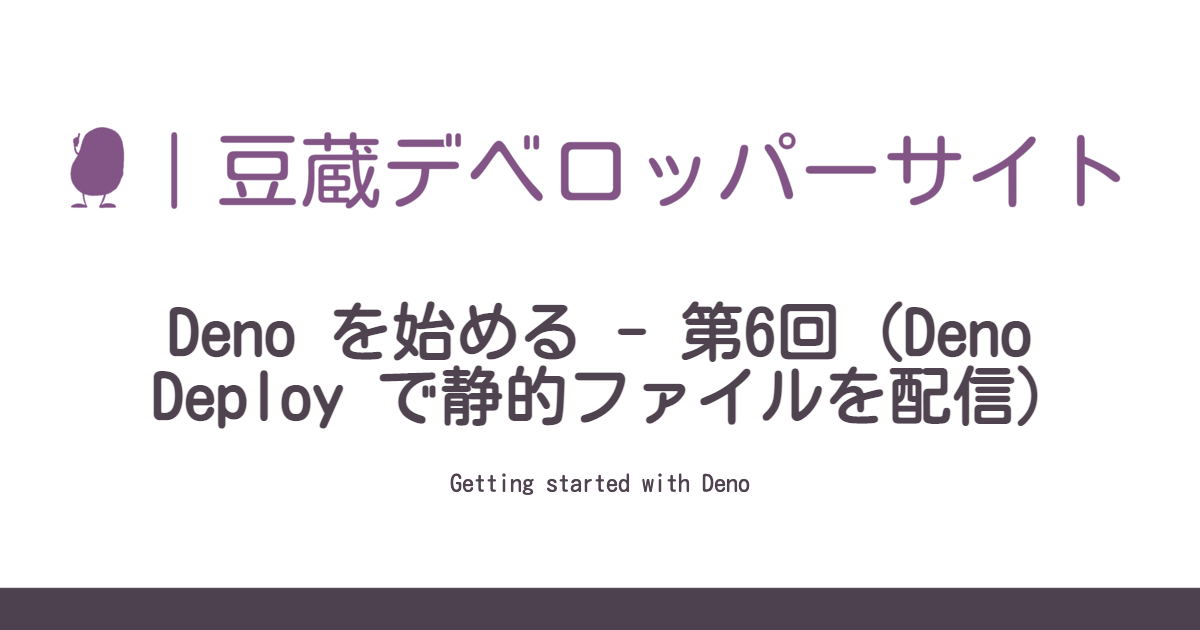 | 豆蔵デベロッパーサイト
Deno を始める - 第6回 (Deno
Deploy で静的ファイルを配信)
Getting started with Deno